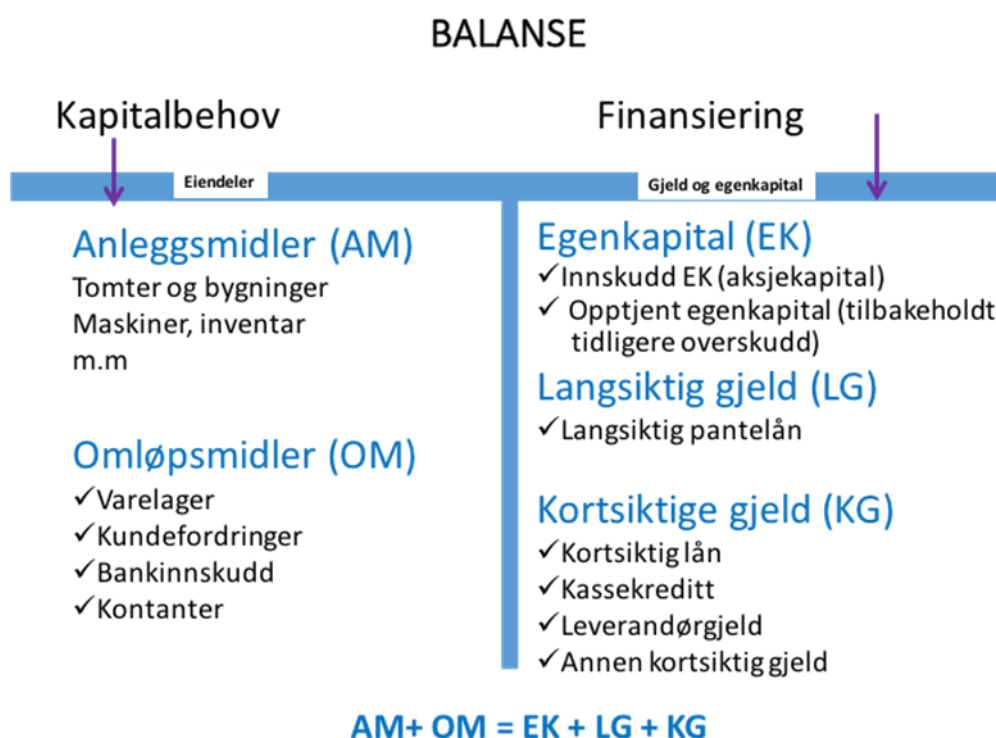 BALANSE
Kapitalbehov
Finansiering
Eiendeler
Gjeld og egenkapital
Anleggsmidler (AM)
Tomter og bygninger
Maskiner, inventar
m.m
Omløpsmidler (OM)
✓Varelager
✓Kundefordringer
✓Bankinnskudd
✓Kontanter
Egenkapital (EK)
✓Innskudd EK (aksjekapital)
✓ Opptjent egenkapital (tilbakeholdt
tidligere overskudd)
Langsiktig gjeld (LG)
✓Langsiktig pantelån
Kortsiktige gjeld (KG)
✓Kortsiktig lån
✓Kassekreditt
✓Leverandørgjeld
✓Annen kortsiktig gjeld
AM+ OM = EK + LG + KG